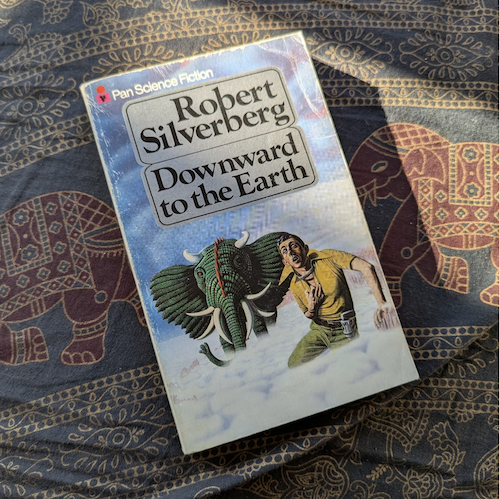 Pan Science Fiction
Robert
Silverberg
Downward
to the Earth